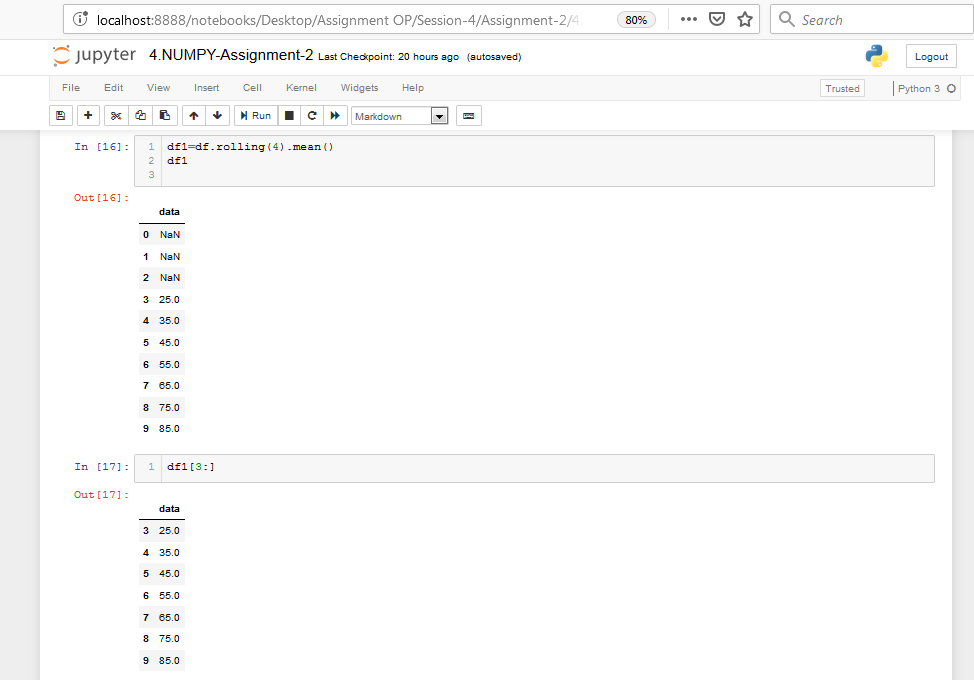 localhost:8888/notebooks/Desktop/Assignment OP/Session-4/Assignment-2/4
80%
Search
jupyter 4.NUMPY-Assignment-2 Last Checkpoint: 20 hours ago (autosaved)
Logout
File Edit View Insert Cell Kernel Widgets Help
Trusted
Python 3
Run
Markdown
In [16]:
1 df1=df.rolling(4).mean()
2 df1
3
Out[16]:
data
0 NaN
1 NaN
2 NaN
3 25.0
4 35.0
5 45.0
6 55.0
7 65.0
8 75.0
9 85.0
In [17]:
1 df1[3:]
Out[17]:
data
3 25.0
4 35.0
5 45.0
6 55.0
7 65.0
8 75.0
9 85.0